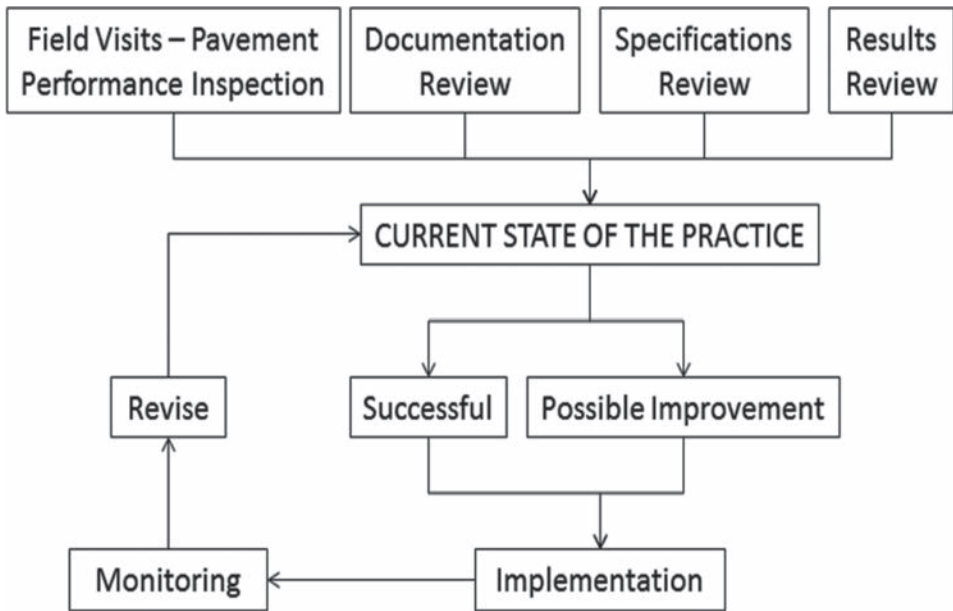 Field Visits – Pavement
Performance Inspection
Documentation
Review
Specifications
Review
Results
Review
CURRENT STATE OF THE PRACTICE
Revise
Successful
Possible Improvement
Monitoring
Implementation